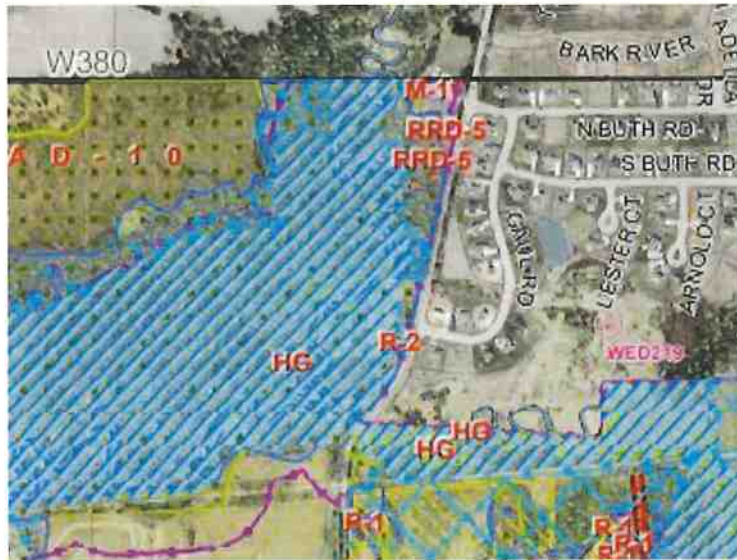 W380
BARK RIVER
DR
M-1
N BUTH RD
RRD-5
RRD-5
S BUTH RD
A D - 1 0
GAIL RD
LESTER CT
ARNOLD CT
R-2
WED219
HG
HG
HG
R-1
R-1